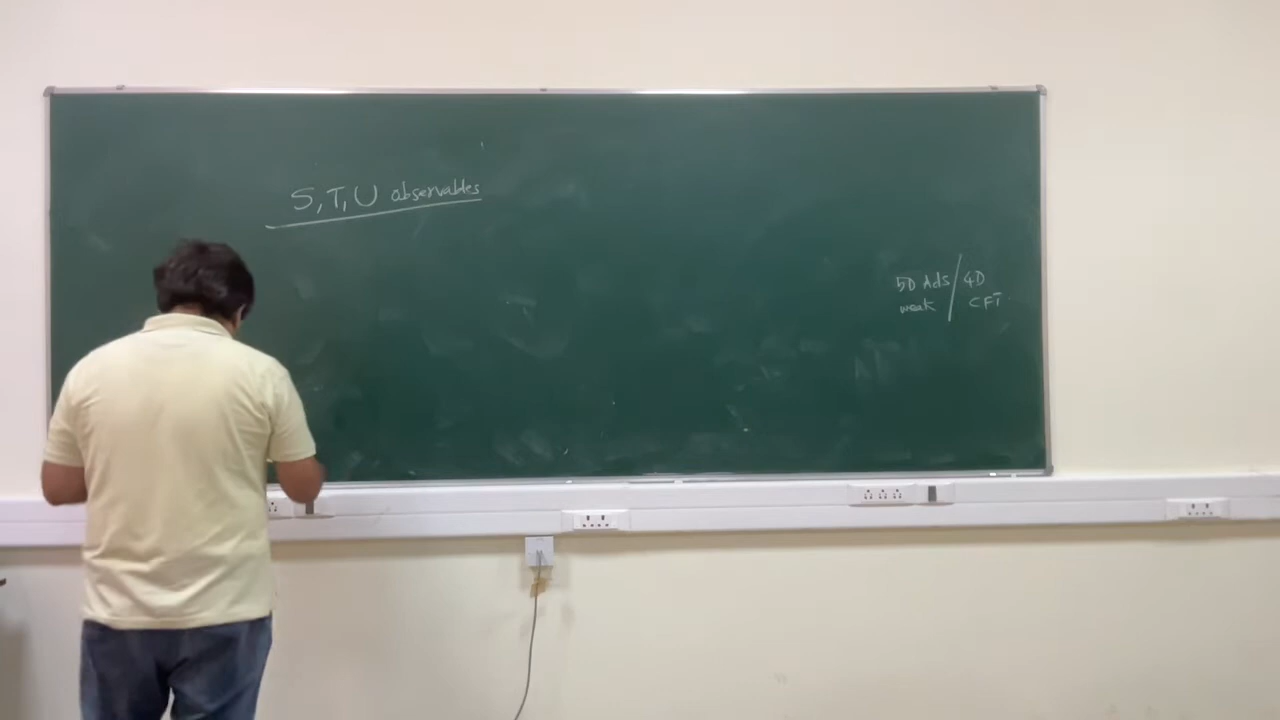 S, T, U observables
5D AdS / 4D
weak / CFT